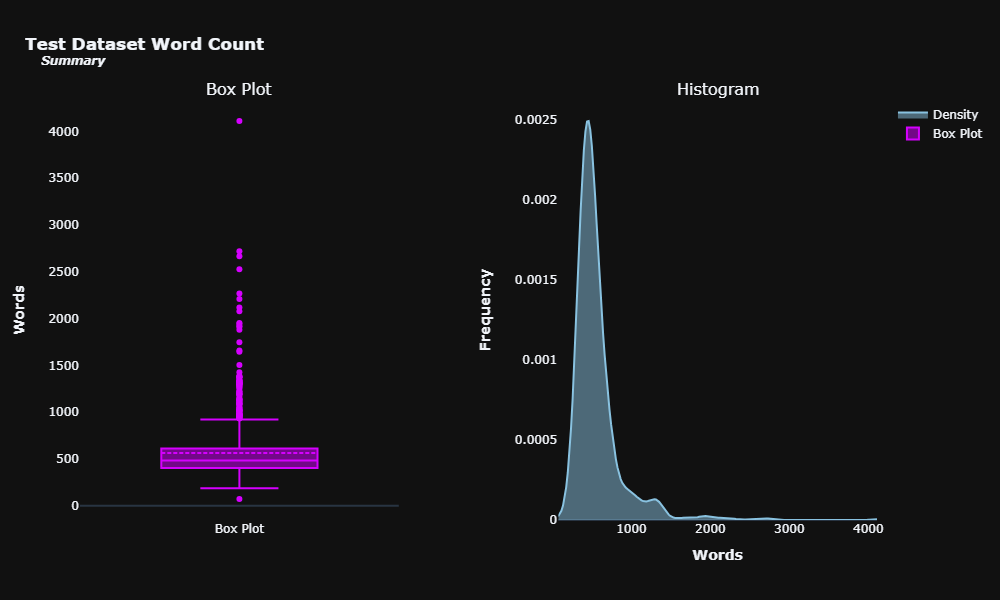 Test Dataset Word Count
Summary
Box Plot
Words
4000
3500
3000
2500
2000
1500
1000
500
0
Box Plot
Histogram
Frequency
0.0025
0.002
0.0015
0.001
0.0005
0
1000 2000 3000 4000
Words
Density
Box Plot